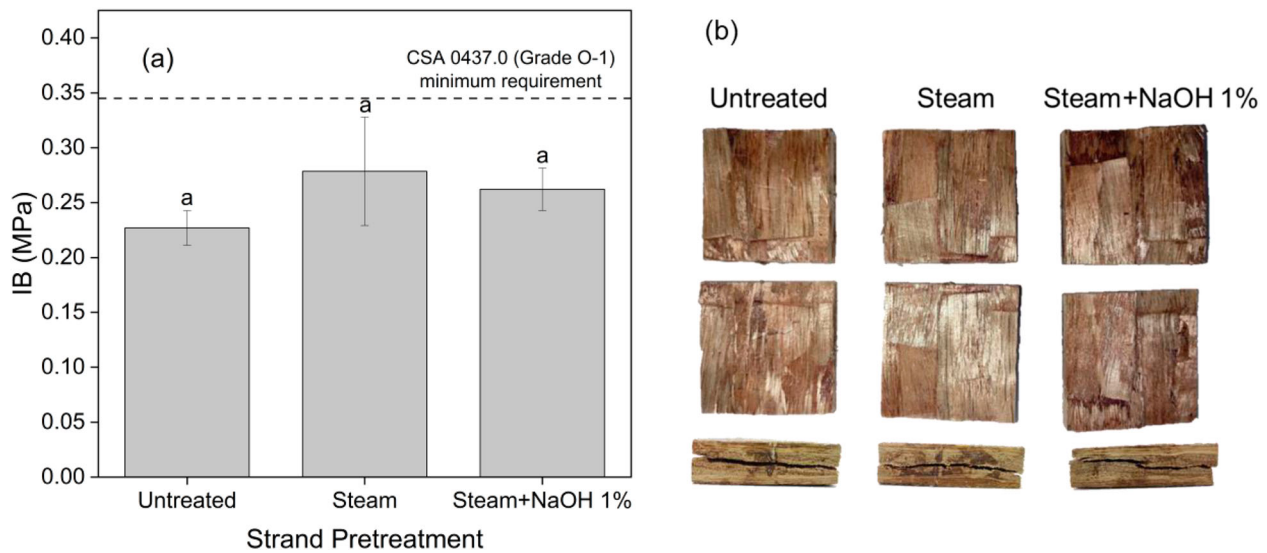 (a)
CSA 0437.0 (Grade O-1)
minimum requirement
0.40
0.35
0.30
0.25
0.20
0.15
0.10
0.05
0.00
IB (MPa)
a
a
a
Untreated
Steam
Steam+NaOH 1%
Strand Pretreatment
(b)
Untreated
Steam
Steam+NaOH 1%